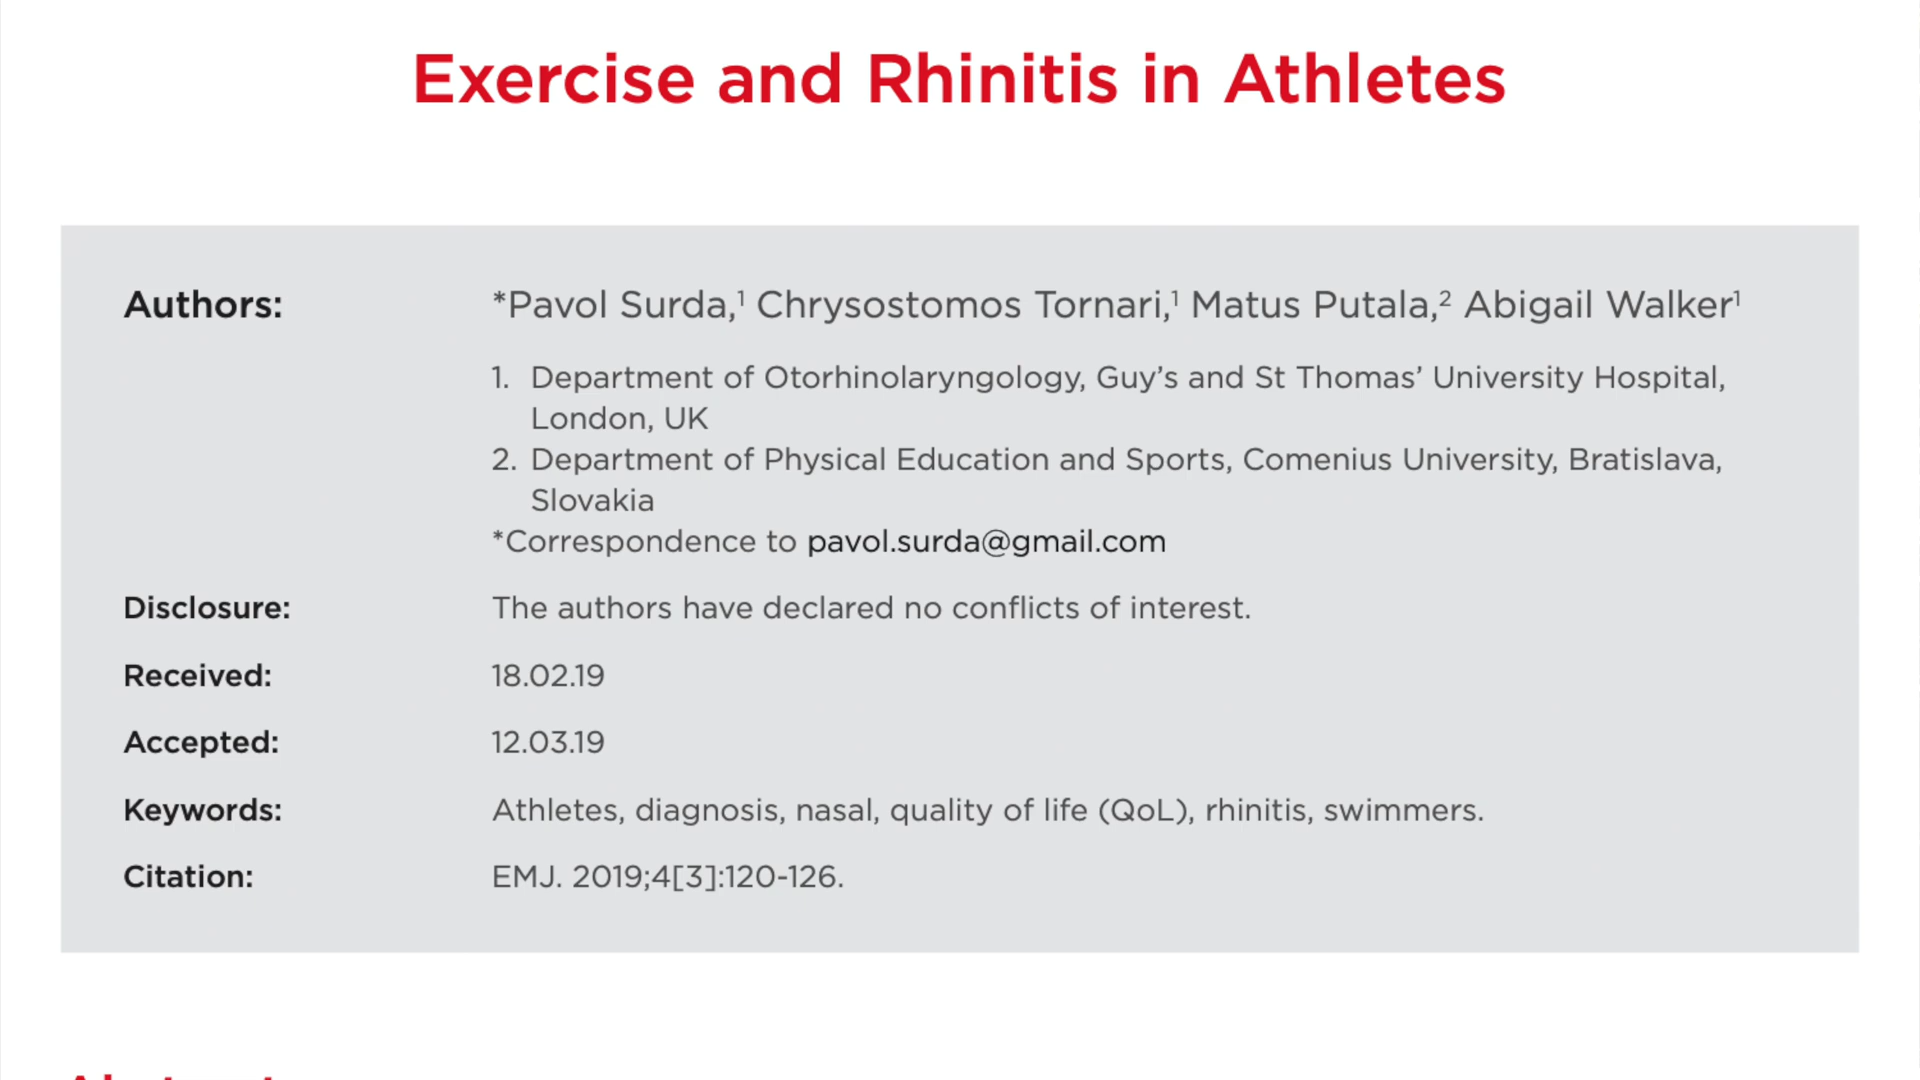 Exercise and Rhinitis in Athletes
Authors: *Pavol Surda,¹ Chrysostomos Tornari,¹ Matus Putala,² Abigail Walker¹
1. Department of Otorhinolaryngology, Guy’s and St Thomas’ University Hospital,
London, UK
2. Department of Physical Education and Sports, Comenius University, Bratislava,
Slovakia
*Correspondence to pavol.surda@gmail.com
Disclosure: The authors have declared no conflicts of interest.
Received: 18.02.19
Accepted: 12.03.19
Keywords: Athletes, diagnosis, nasal, quality of life (QoL), rhinitis, swimmers.
Citation: EMJ. 2019;4[3]:120-126.